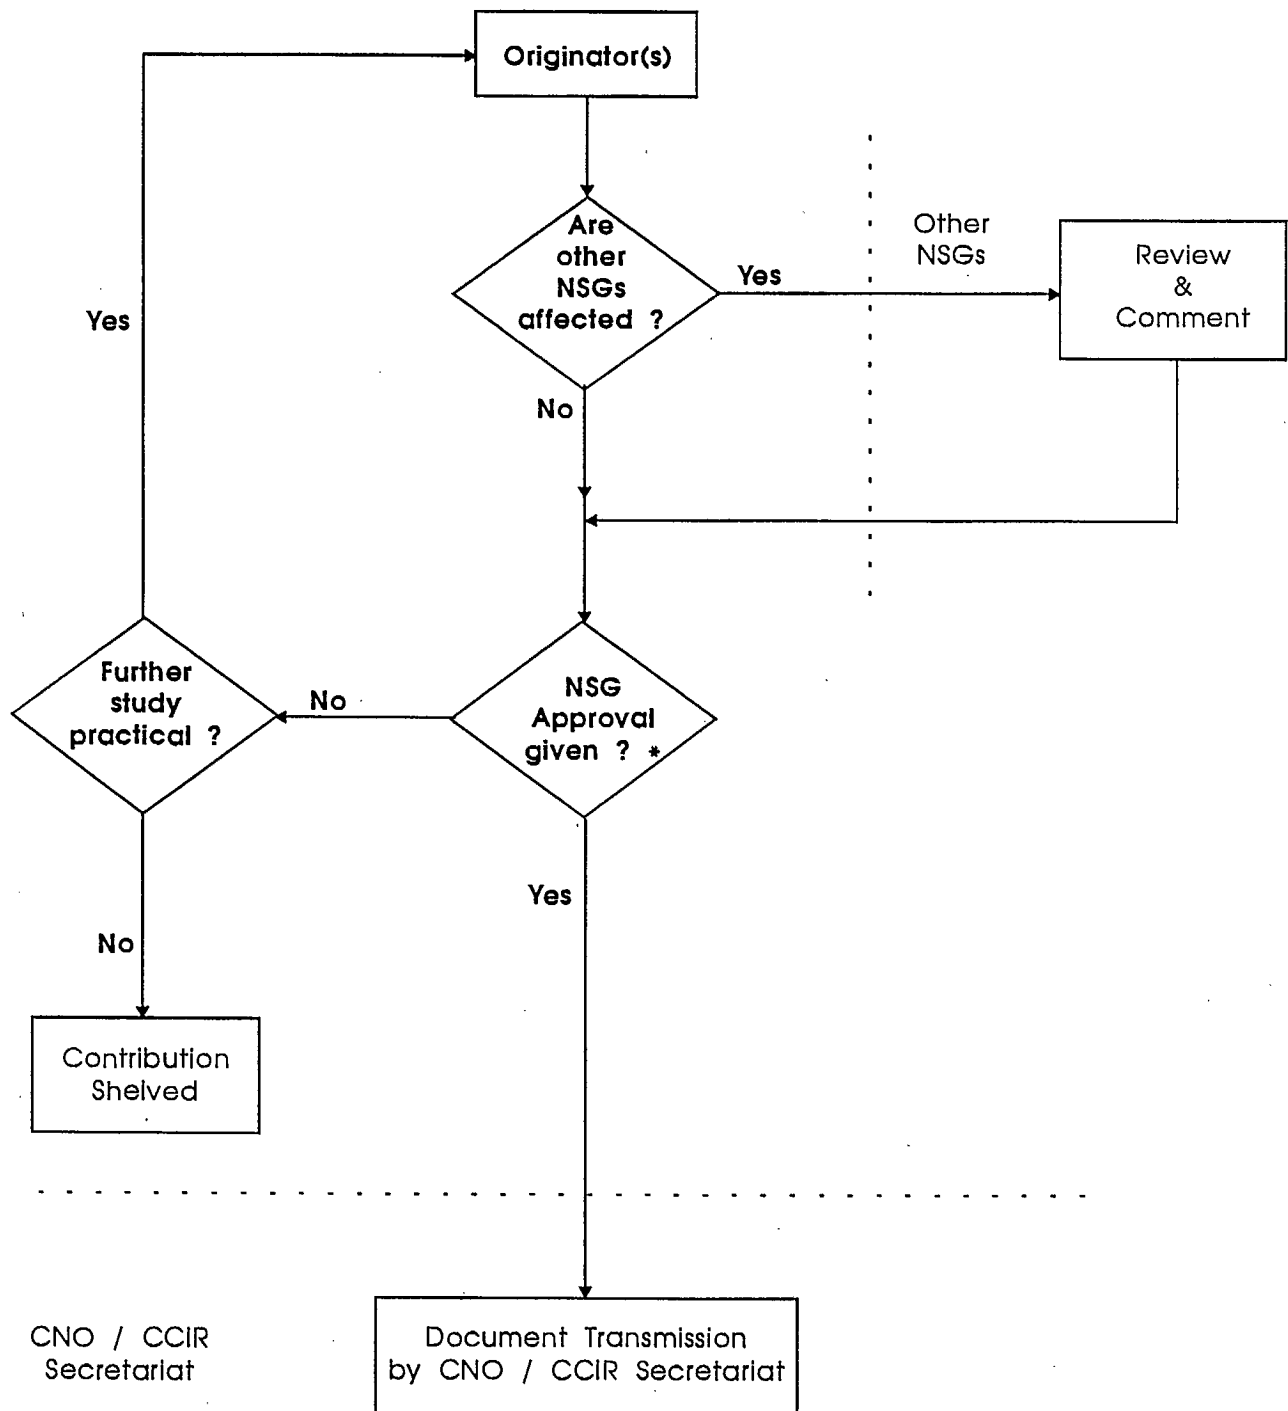 Originator(s)
Are
other
NSGs
affected ?
Yes
Other
NSGs
Review
&
Comment
Yes
No
Further
study
practical ?
No
NSG
Approval
given ? *
Yes
No
Contribution
Shelved
CNO / CCIR
Secretariat
Document Transmission
by CNO / CCIR Secretariat